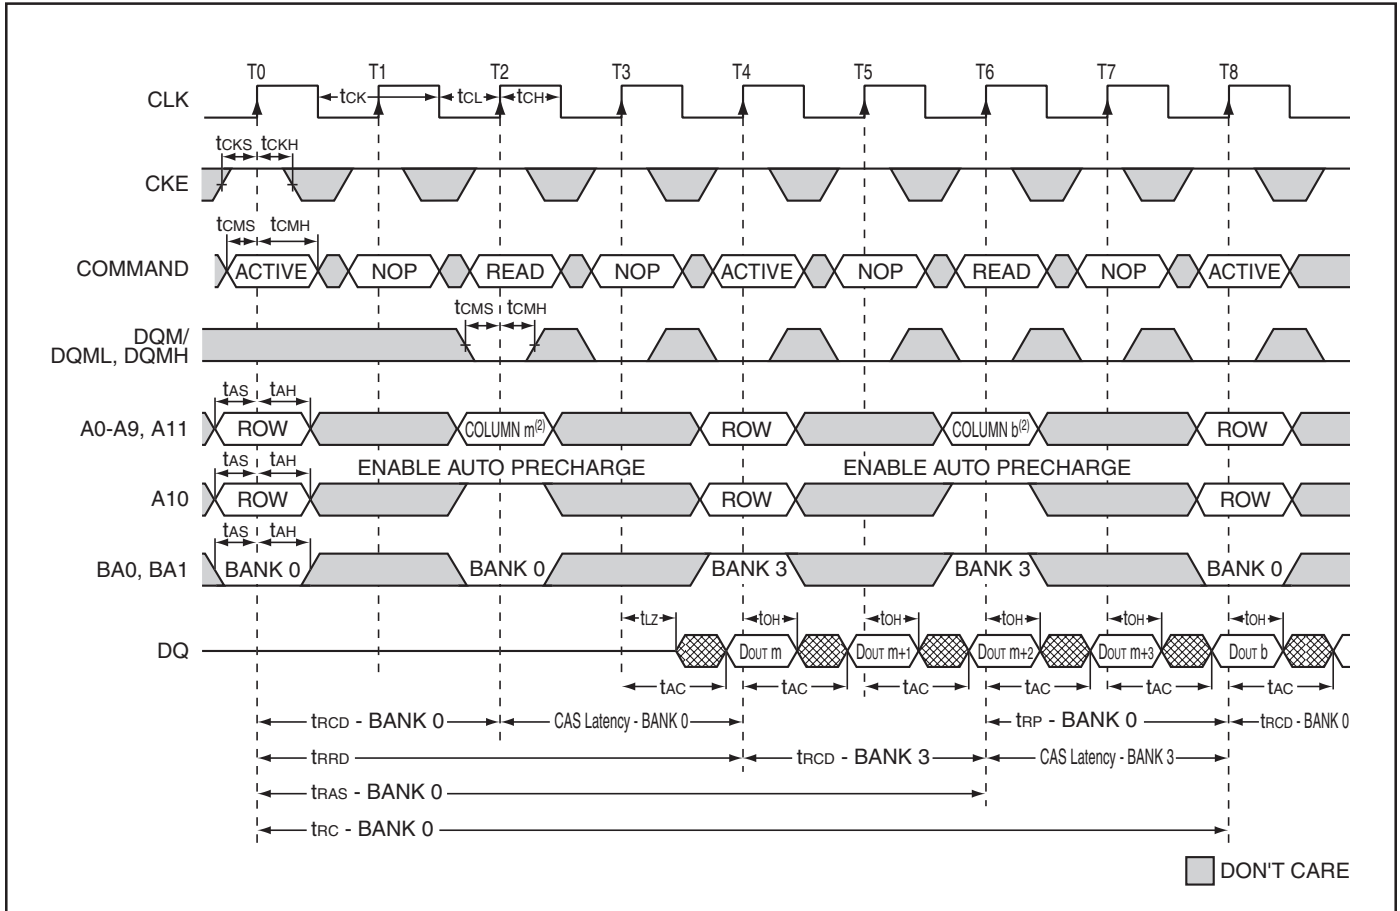 T0 T1 T2 T3 T4 T5 T6 T7 T8
CLK tCK tCL tCH
tCKS tCKH
CKE
tCMS tCMH
COMMAND ACTIVE NOP READ NOP ACTIVE NOP READ NOP ACTIVE
tCMS tCMH
DQM/
DQML, DQMH
tAS tAH
A0-A9, A11 ROW COLUMN m(2) ROW COLUMN b(2) ROW
tAS tAH ENABLE AUTO PRECHARGE ENABLE AUTO PRECHARGE
A10 ROW ROW ROW
tAS tAH
BA0, BA1 BANK 0 BANK 0 BANK 3 BANK 3 BANK 0
tLZ tOH tOH tOH tOH tOH
DQ DOUT m DOUT m+1 DOUT m+2 DOUT m+3 DOUT b
tAC tAC tAC tAC tAC tAC
tRCD - BANK 0 CAS Latency - BANK 0 tRP - BANK 0 tRCD - BANK 0
tRRD tRCD - BANK 3 CAS Latency - BANK 3
tRAS - BANK 0
tRC - BANK 0
DON'T CARE